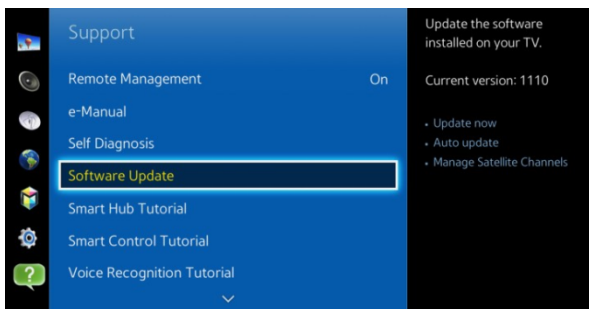 Support
Remote Management On
e-Manual
Self Diagnosis
Software Update
Smart Hub Tutorial
Smart Control Tutorial
Voice Recognition Tutorial
Update the software
installed on your TV.
Current version: 1110
• Update now
• Auto update
• Manage Satellite Channels